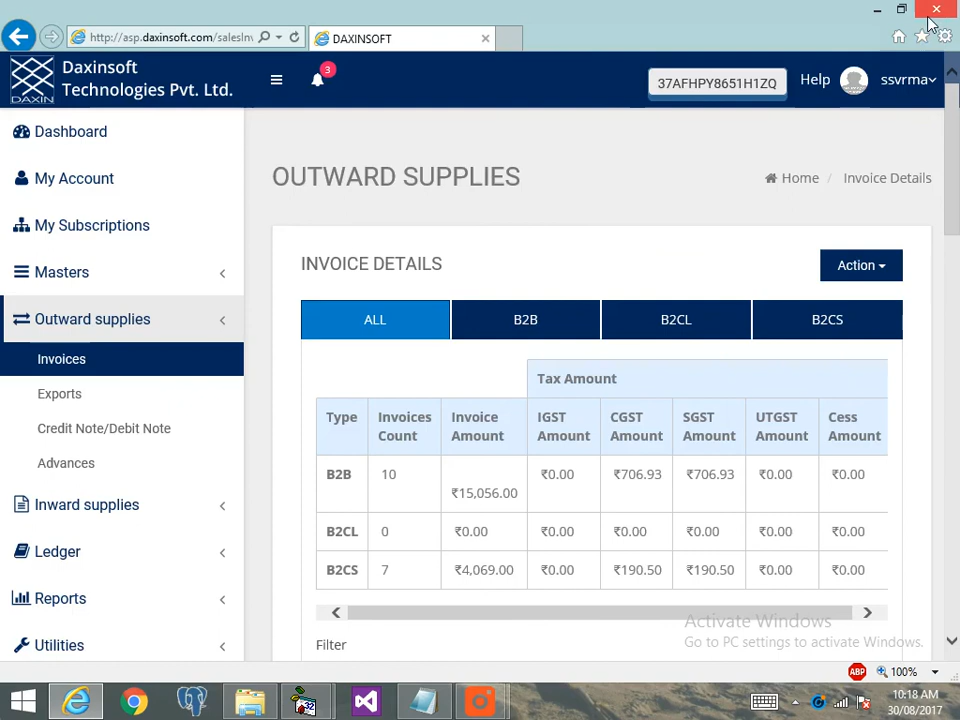 http://asp.daxinsoft.com/salesInv
DAXINSOFT
Daxinsoft
Technologies Pvt. Ltd.
DAXIN
3
37AFHPY8651H1ZQ
Help
ssvrma
Dashboard
My Account
My Subscriptions
Masters
Outward supplies
Invoices
Exports
Credit Note/Debit Note
Advances
Inward supplies
Ledger
Reports
Utilities
OUTWARD SUPPLIES
Home / Invoice Details
INVOICE DETAILS
Action
ALL B2B B2CL B2CS
Tax Amount
Type Invoices Count Invoice Amount IGST Amount CGST Amount SGST Amount UTGST Amount Cess Amount
B2B 10 ₹15,056.00 ₹0.00 ₹706.93 ₹706.93 ₹0.00 ₹0.00
B2CL 0 ₹0.00 ₹0.00 ₹0.00 ₹0.00 ₹0.00 ₹0.00
B2CS 7 ₹4,069.00 ₹0.00 ₹190.50 ₹190.50 ₹0.00 ₹0.00
Filter
Activate Windows
Go to PC settings to activate Windows.
ABP
100%
32
10:18 AM
30/08/2017